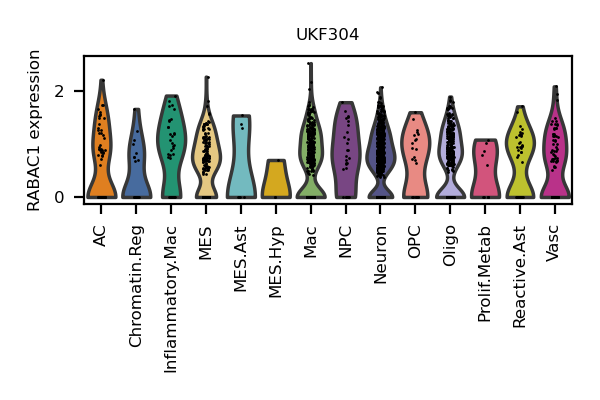 UKF304
RABAC1 expression
2
0
AC
Chromatin.Reg
Inflammatory.Mac
MES
MES.Ast
MES.Hyp
Mac
NPC
Neuron
OPC
Oligo
Prolif.Metab
Reactive.Ast
Vasc